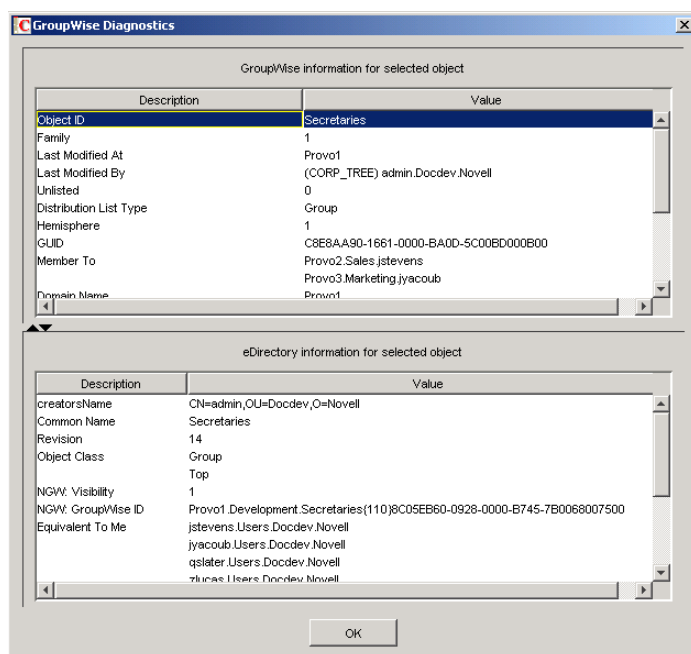 GroupWise Diagnostics
GroupWise information for selected object
Description Value
Object ID Secretaries
Family 1
Last Modified At Provo1
Last Modified By (CORP_TREE) admin.Docdev.Novell
Unlisted 0
Distribution List Type Group
Hemisphere 1
GUID C8E8AA90-1661-0000-BA0D-5C00BD000B00
Member To Provo2.Sales.jstevens
Provo3.Marketing.jyacoub
Domain Name Provo1
eDirectory information for selected object
Description Value
creatorsName CN=admin,OU=Docdev,O=Novell
Common Name Secretaries
Revision 14
Object Class Group
Top
NGW: Visibility 1
NGW: GroupWise ID Provo1.Development.Secretaries{110}8C05EB60-0928-0000-B745-7B0068007500
Equivalent To Me jstevens.Users.Docdev.Novell
jyacoub.Users.Docdev.Novell
qslater.Users.Docdev.Novell
zlucas.Users.Docdev.Novell
OK